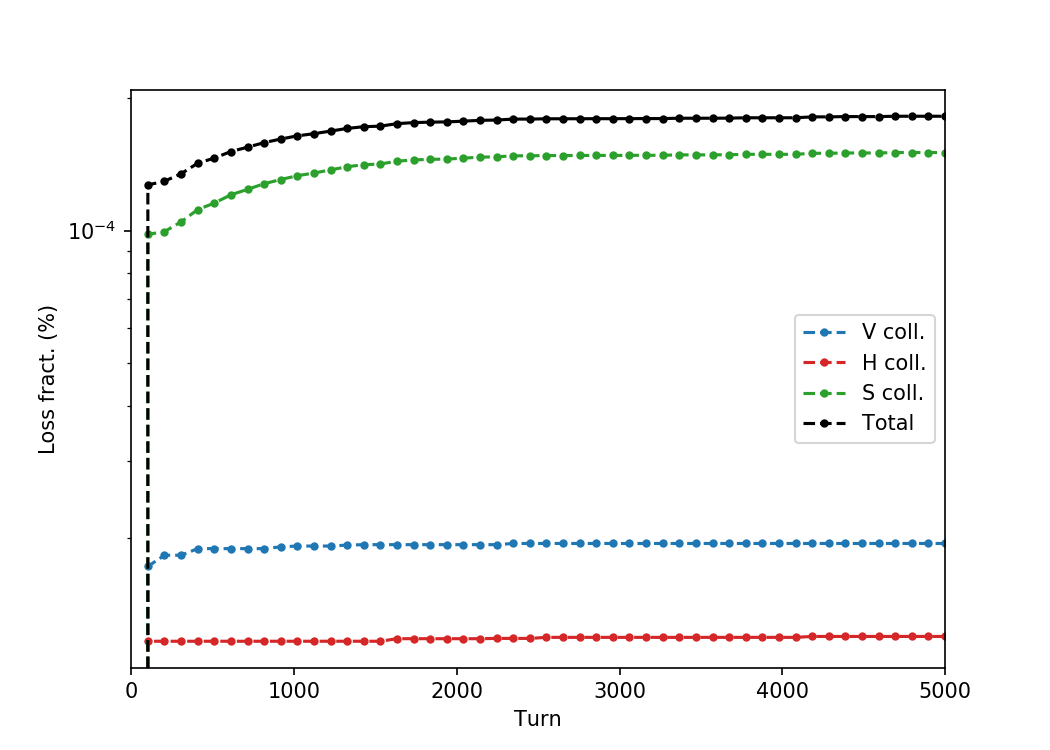 10⁻⁴
Loss fract. (%)
V coll.
H coll.
S coll.
Total
0 1000 2000 3000 4000 5000
Turn